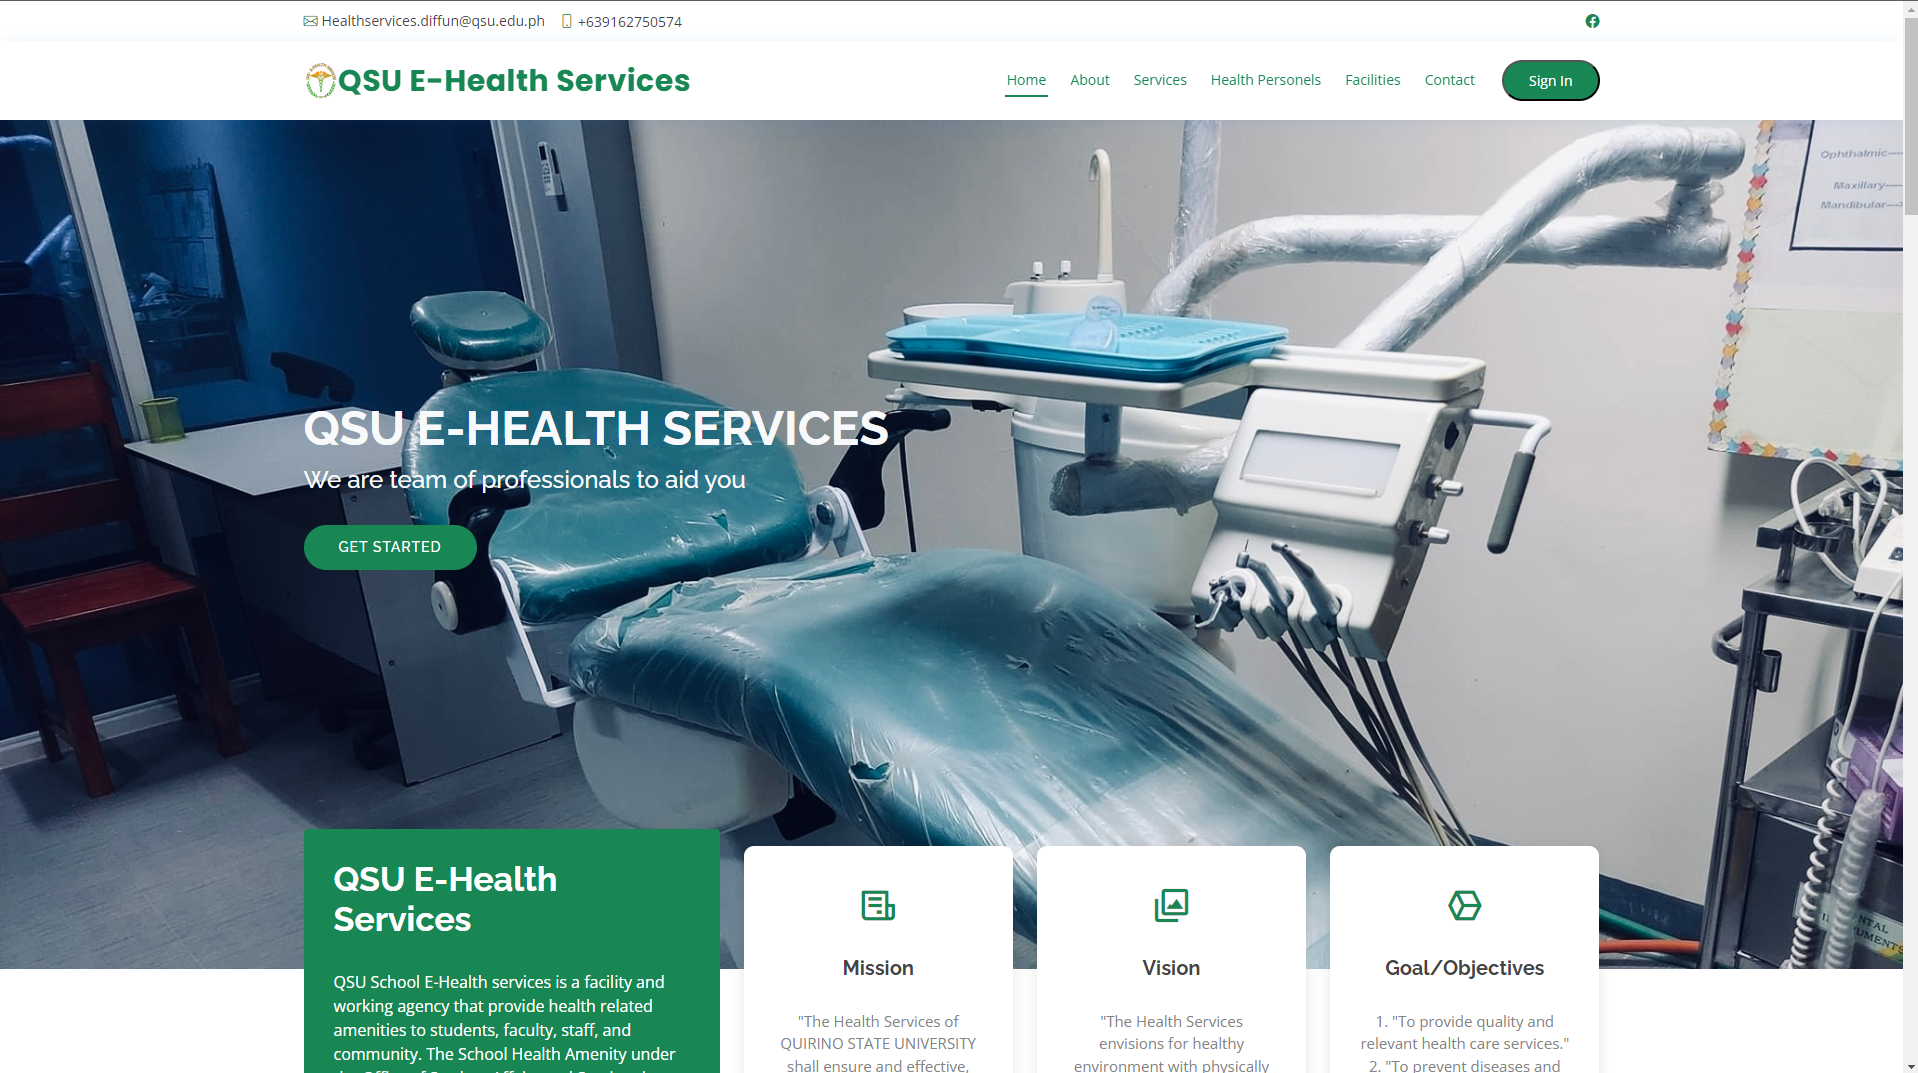 Healthservices.diffun@qsu.edu.ph +639162750574
QSU E-Health Services
Home About Services Health Personels Facilities Contact Sign In
Ophthalmic
Maxillary
Mandibular
QSU E-HEALTH SERVICES
We are team of professionals to aid you
GET STARTED
QSU E-Health
Services
QSU School E-Health services is a facility and
working agency that provide health related
amenities to students, faculty, staff, and
community. The School Health Amenity under
Mission
"The Health Services of
QUIRINO STATE UNIVERSITY
shall ensure and effective,
Vision
"The Health Services
envisions for healthy
environment with physically
Goal/Objectives
1. "To provide quality and
relevant health care services."
2. "To prevent diseases and